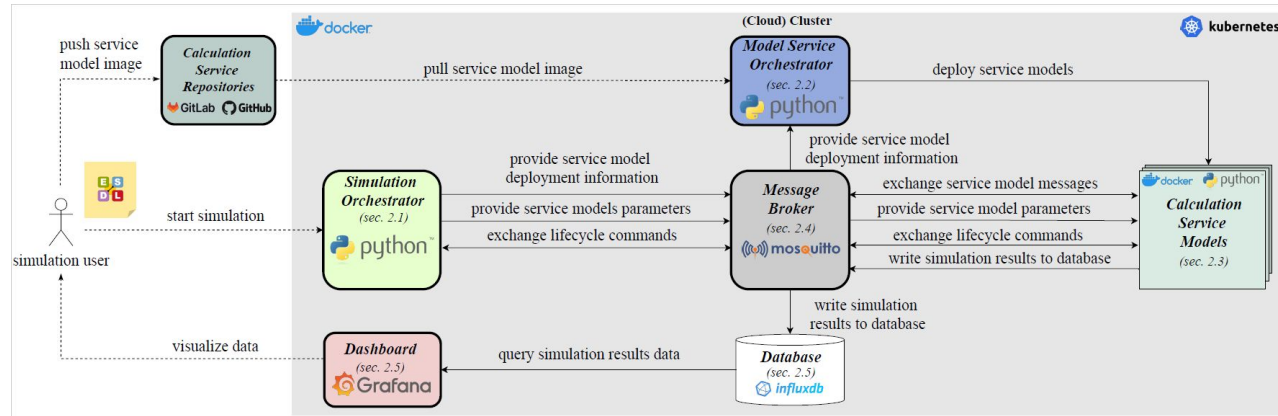 (Cloud) Cluster
docker
kubernetes
push service
model image
Calculation
Service
Repositories
GitLab
GitHub
pull service model image
Model Service
Orchestrator
(sec. 2.2)
python™
deploy service models
provide service model
deployment information
E S
D L
start simulation
simulation user
Simulation
Orchestrator
(sec. 2.1)
python™
provide service model
deployment information
provide service models parameters
exchange lifecycle commands
Message
Broker
(sec. 2.4)
mosquitto
exchange service model messages
provide service model parameters
exchange lifecycle commands
write simulation results to database
docker
python™
Calculation
Service
Models
(sec. 2.3)
write simulation
results to database
visualize data
Dashboard
(sec. 2.5)
Grafana
query simulation results data
Database
(sec. 2.5)
influxdb